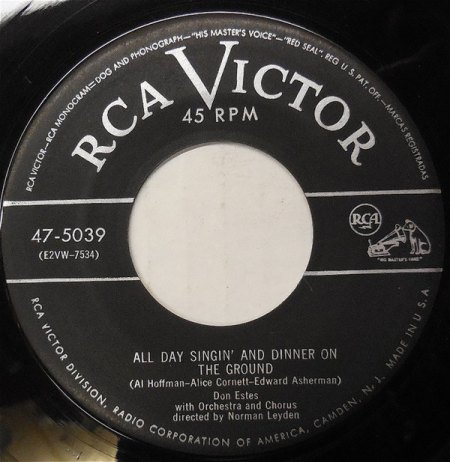 RCA VICTOR—RCA MONOGRAM—DOG AND PHONOGRAPH—"HIS MASTER'S VOICE"—"RED SEAL", REG U S PAT. OFF.—MARCAS REGISTRADAS
RCA VICTOR
45 RPM
47-5039
(E2VW-7534)
RCA
"HIS MASTER'S VOICE"
ALL DAY SINGIN' AND DINNER ON
THE GROUND
(Al Hoffman-Alice Cornett-Edward Asherman)
Don Estes
with Orchestra and Chorus
directed by Norman Leyden
RCA VICTOR DIVISION, RADIO CORPORATION OF AMERICA, CAMDEN, N. J. MADE IN U.S.A.